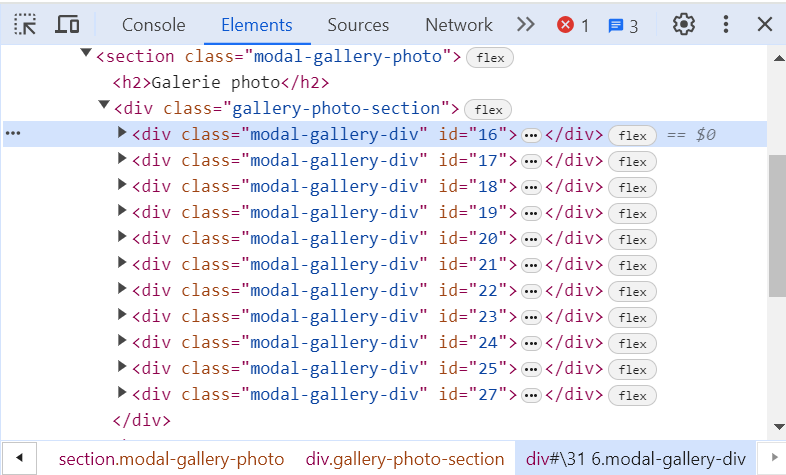 Console Elements Sources Network >> 1 3
<section class="modal-gallery-photo"> flex
<h2>Galerie photo</h2>
<div class="gallery-photo-section"> flex
••• <div class="modal-gallery-div" id="16">•••</div> flex == $0
<div class="modal-gallery-div" id="17">•••</div> flex
<div class="modal-gallery-div" id="18">•••</div> flex
<div class="modal-gallery-div" id="19">•••</div> flex
<div class="modal-gallery-div" id="20">•••</div> flex
<div class="modal-gallery-div" id="21">•••</div> flex
<div class="modal-gallery-div" id="22">•••</div> flex
<div class="modal-gallery-div" id="23">•••</div> flex
<div class="modal-gallery-div" id="24">•••</div> flex
<div class="modal-gallery-div" id="25">•••</div> flex
<div class="modal-gallery-div" id="27">•••</div> flex
</div>
section.modal-gallery-photo div.gallery-photo-section div#\31 6.modal-gallery-div